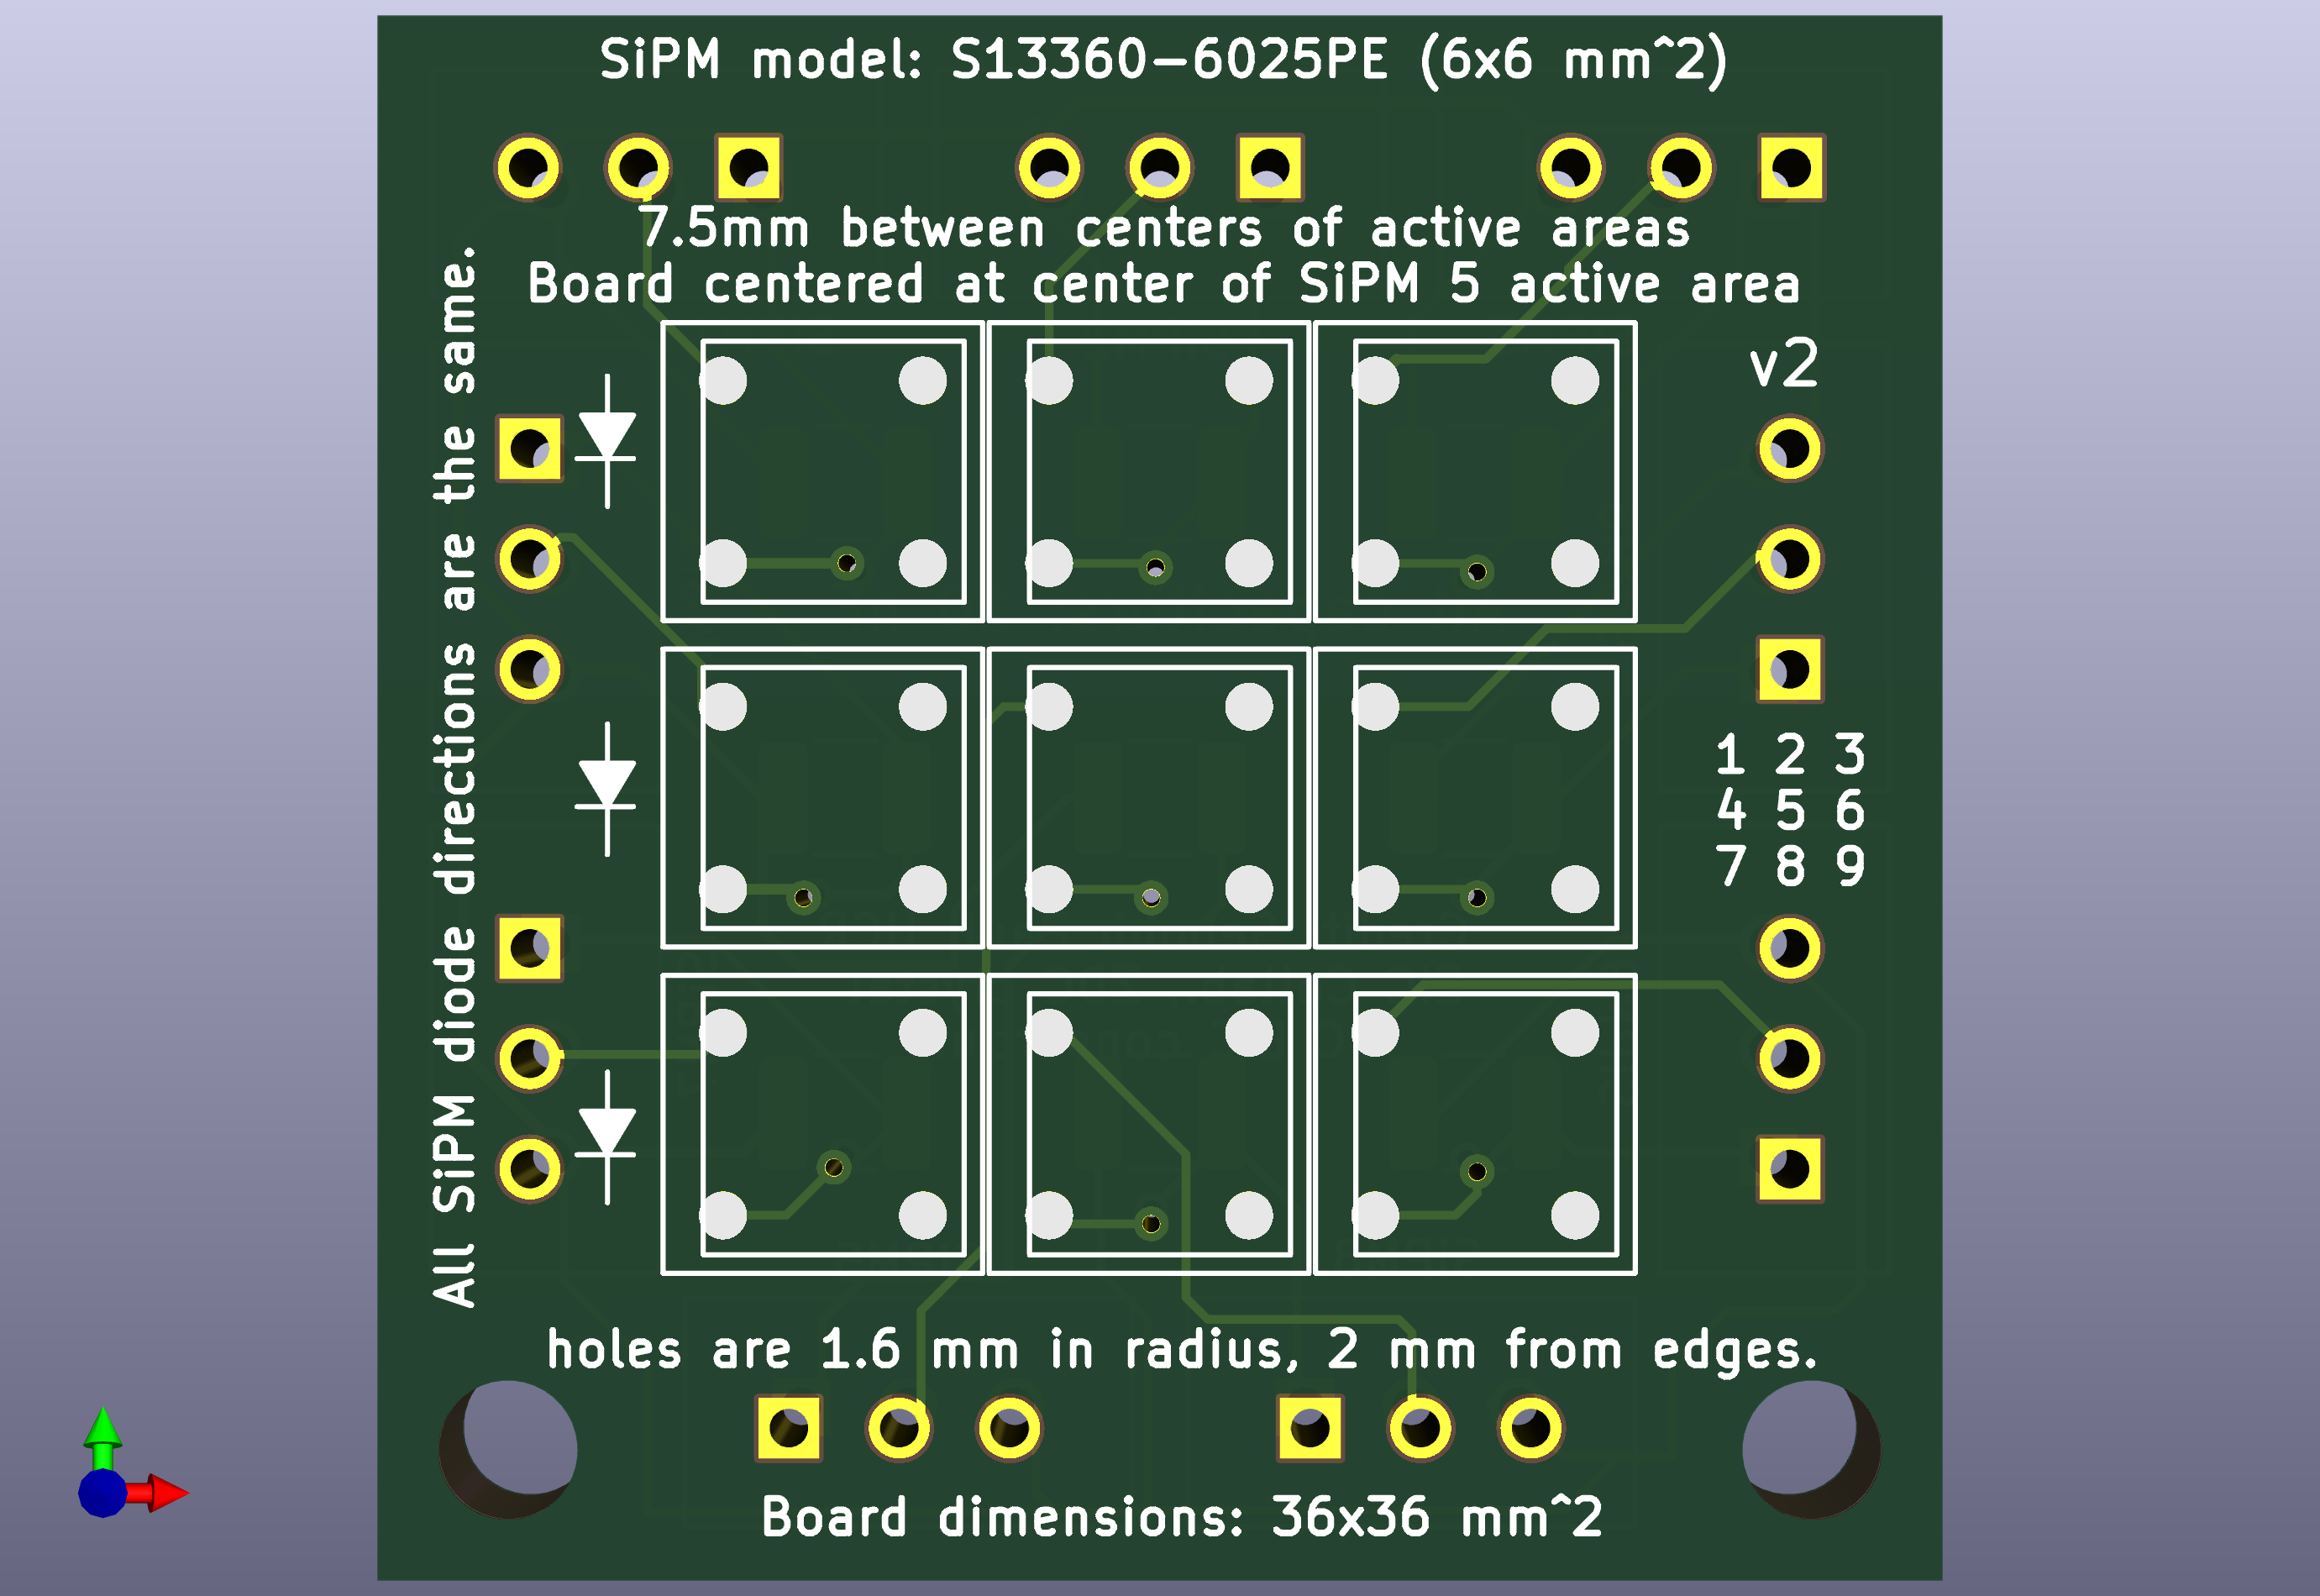 SiPM model: S13360-6025PE (6x6 mm^2)
7.5mm between centers of active areas
Board centered at center of SiPM 5 active area
All SiPM diode directions are the same.
v2
1 2 3
4 5 6
7 8 9
holes are 1.6 mm in radius, 2 mm from edges.
Board dimensions: 36x36 mm^2